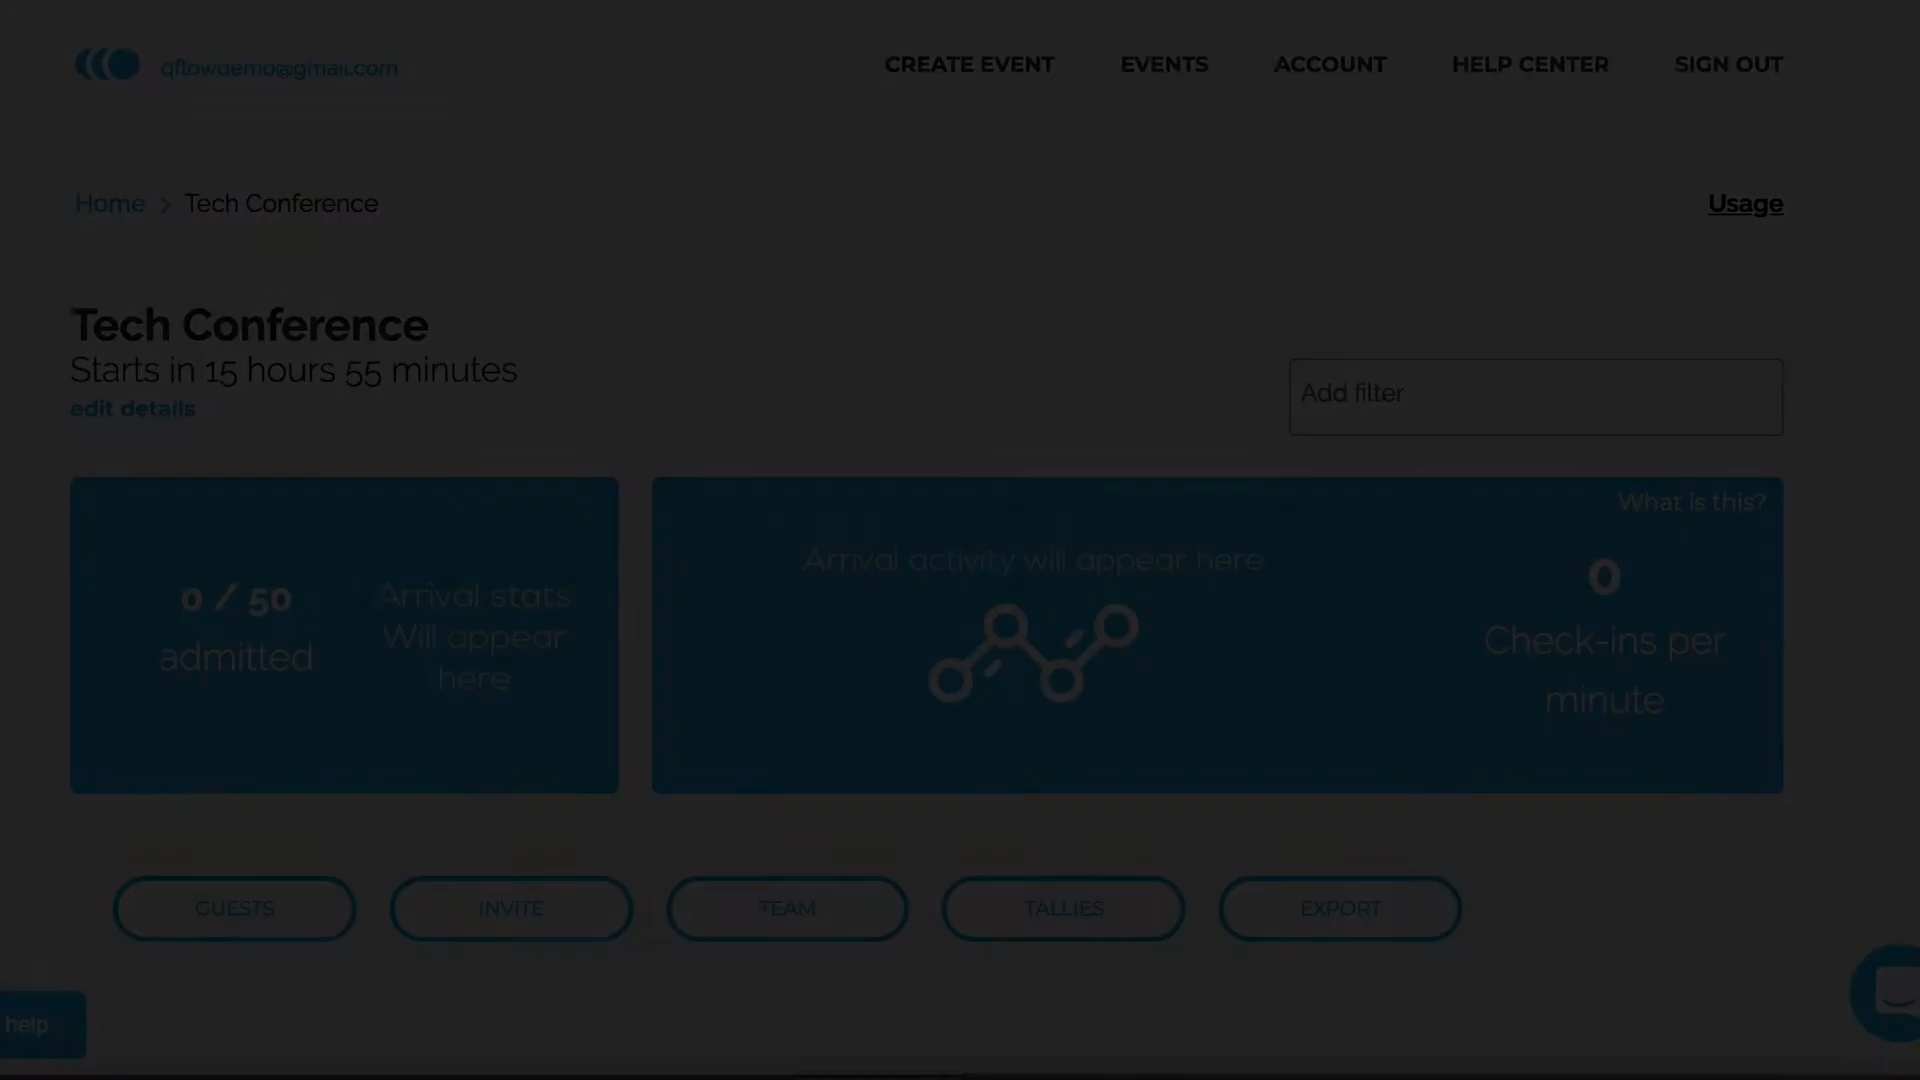 qflowdemo@gmail.com
CREATE EVENT
EVENTS
ACCOUNT
HELP CENTER
SIGN OUT
Home > Tech Conference
Usage
Tech Conference
Starts in 15 hours 55 minutes
edit details
Add filter
0 / 50
admitted
Arrival stats
Will appear
here
What is this?
Arrival activity will appear here
0
Check-ins per
minute
GUESTS
INVITE
TEAM
TALLIES
EXPORT
help